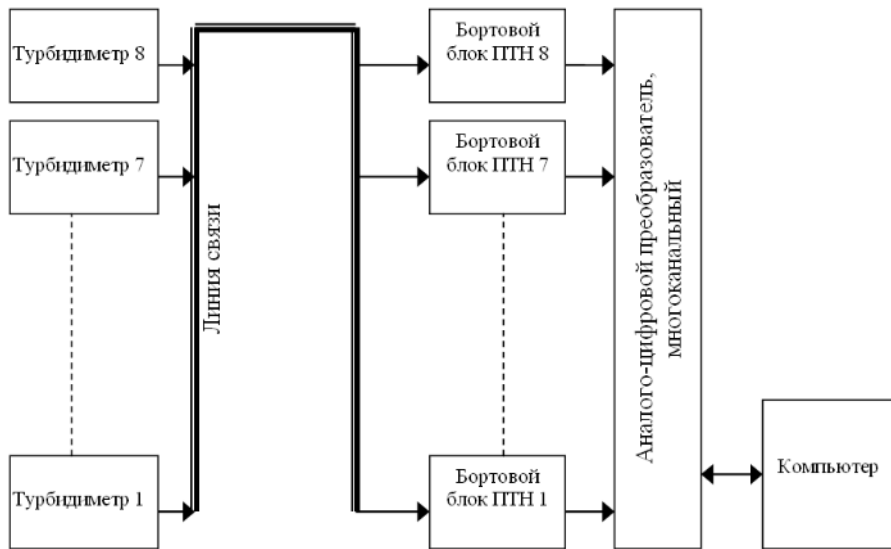 Турбидиметр 8
Бортовой
блок ПТН 8
Турбидиметр 7
Бортовой
блок ПТН 7
Линия связи
Аналого-цифровой преобразователь,
многоканальный
Турбидиметр 1
Бортовой
блок ПТН 1
Компьютер